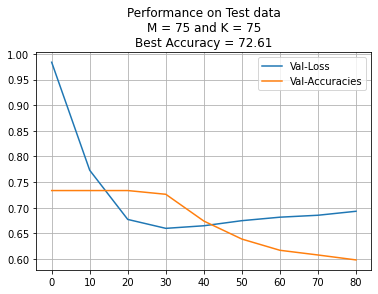 Performance on Test data
M = 75 and K = 75
Best Accuracy = 72.61
Val-Loss
Val-Accuracies
1.00
0.95
0.90
0.85
0.80
0.75
0.70
0.65
0.60
0 10 20 30 40 50 60 70 80